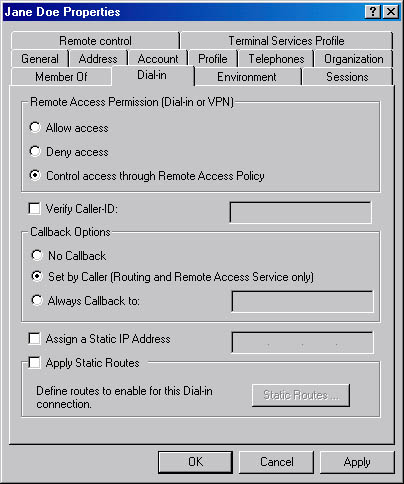 Jane Doe Properties
Remote control Terminal Services Profile
General Address Account Profile Telephones Organization
Member Of Dial-in Environment Sessions
Remote Access Permission (Dial-in or VPN)
Allow access
Deny access
Control access through Remote Access Policy
Verify Caller-ID:
Callback Options
No Callback
Set by Caller (Routing and Remote Access Service only)
Always Callback to:
Assign a Static IP Address . . .
Apply Static Routes
Define routes to enable for this Dial-in
connection.
Static Routes ...
OK Cancel Apply